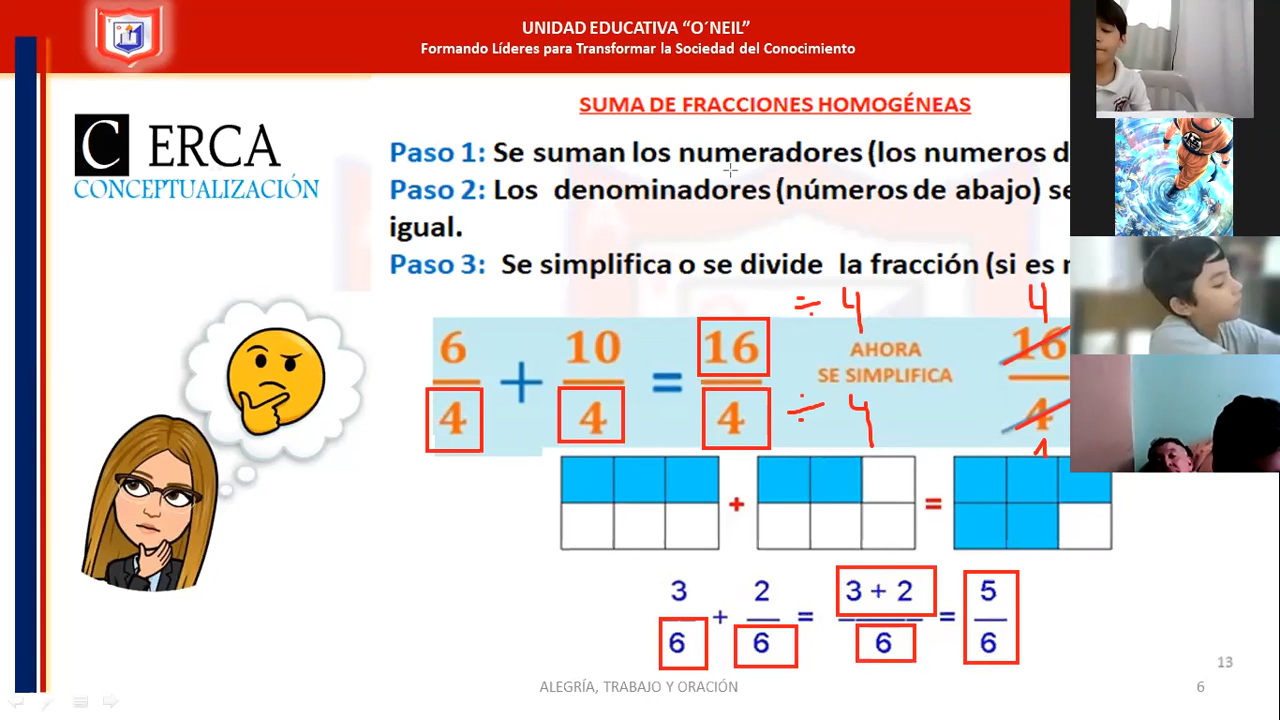 UNIDAD EDUCATIVA “O´NEIL”
Formando Líderes para Transformar la Sociedad del Conocimiento
SUMA DE FRACCIONES HOMOGÉNEAS
C ERCA
CONCEPTUALIZACIÓN
Paso 1: Se suman los numeradores (los numeros d
Paso 2: Los denominadores (números de abajo) se
igual.
Paso 3: Se simplifica o se divide la fracción (si es
÷ 4
4
6 + 10 = 16
4 4 4
AHORA
SE SIMPLIFICA
÷ 4
16
4
1
+ =
3 + 2 = 3 + 2 = 5
6 6 6 6
13
ALEGRÍA, TRABAJO Y ORACIÓN
6